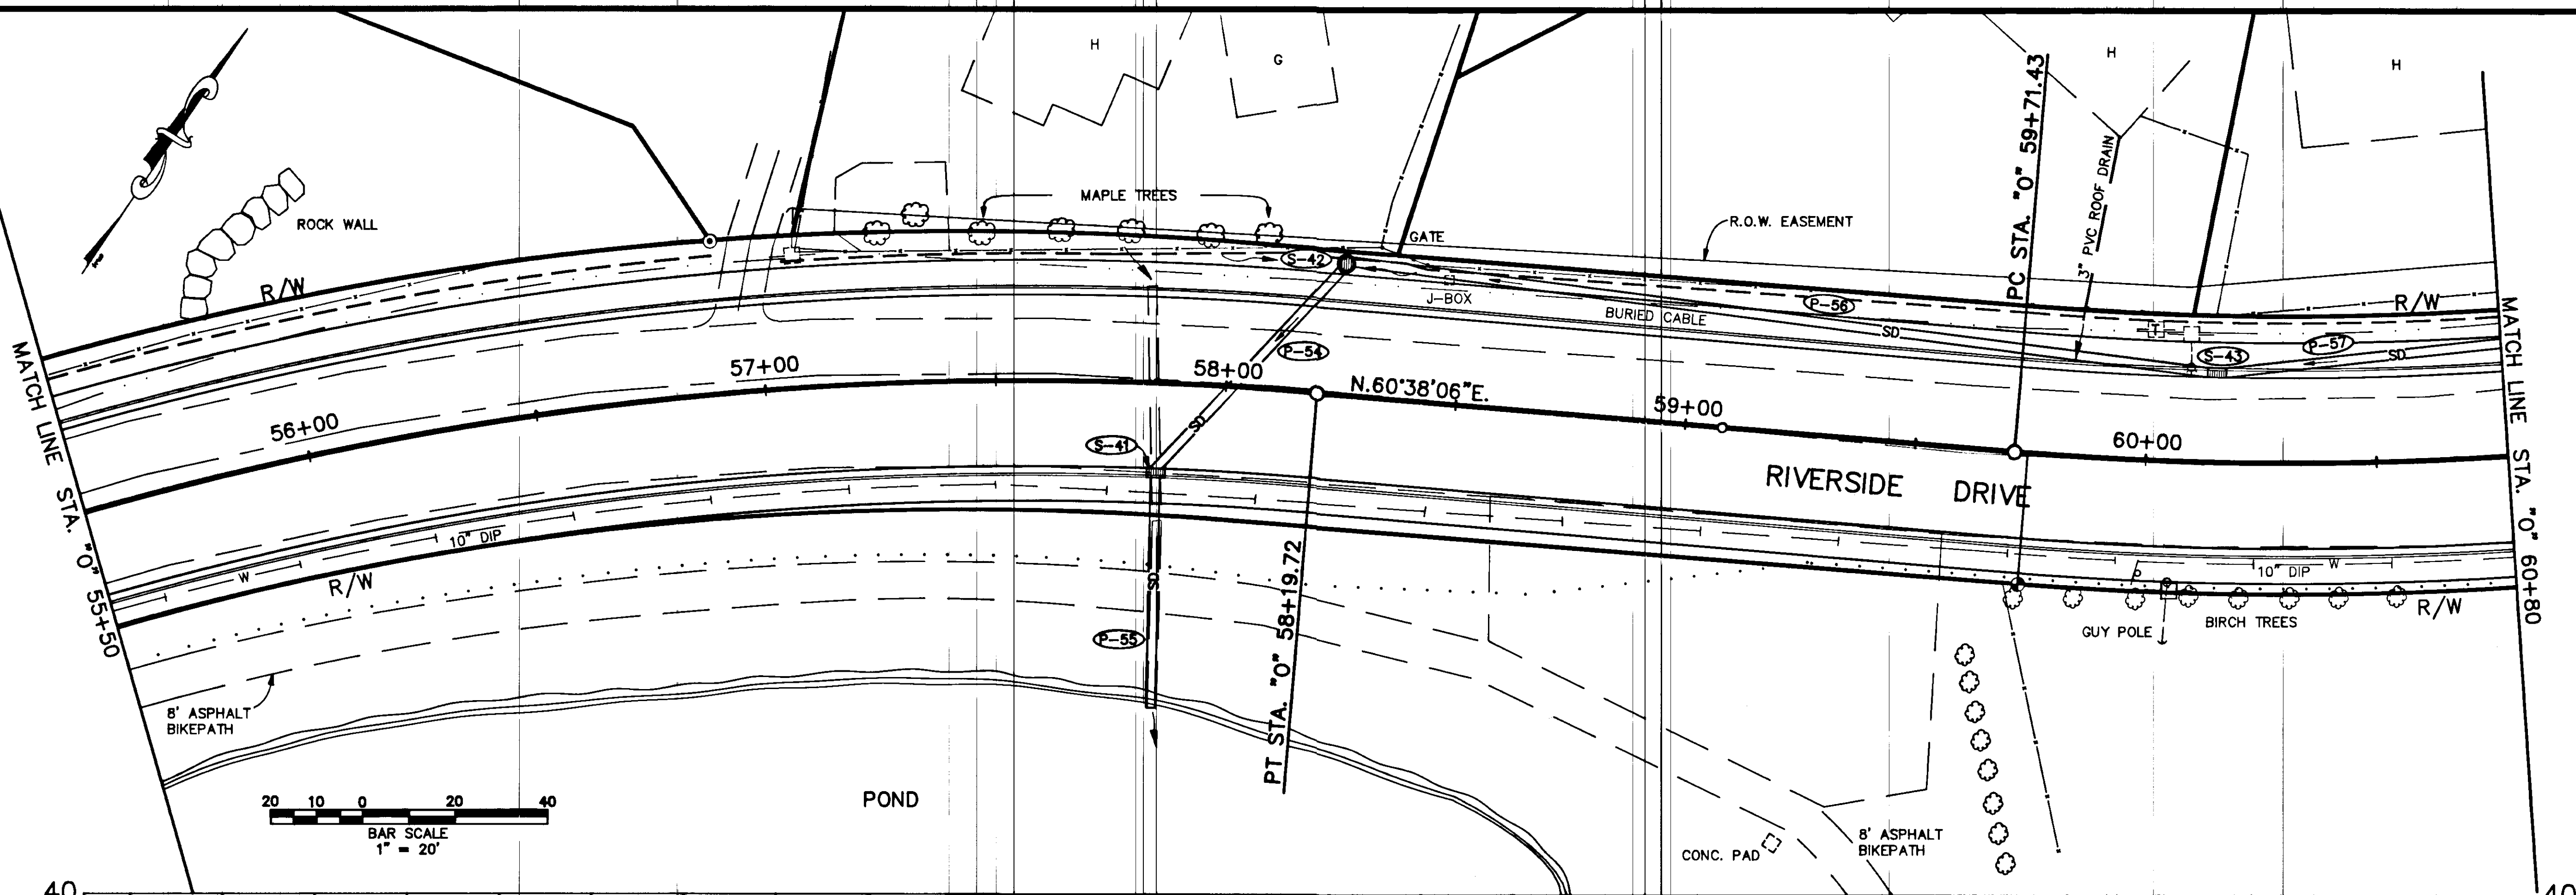 H
G
H
H
PC STA. "O" 59+71.43
3" PVC ROOF DRAIN
ROCK WALL
MAPLE TREES
R.O.W. EASEMENT
GATE
S-42
R/W
J-BOX
P-56
R/W
BURIED CABLE
SD
S-43
P-57
SD
MATCH LINE STA. "O" 55+50
MATCH LINE STA. "O" 60+80
P-54
57+00
58+00
N.60°38'06"E.
59+00
56+00
SD
S-41
60+00
RIVERSIDE DRIVE
10" DIP
W
R/W
SD
PT STA. "O" 58+19.72
10" DIP
W
R/W
P-55
GUY POLE
BIRCH TREES
8' ASPHALT
BIKEPATH
20 10 0 20 40
BAR SCALE
1" = 20'
POND
CONC. PAD
8' ASPHALT
BIKEPATH
40
40